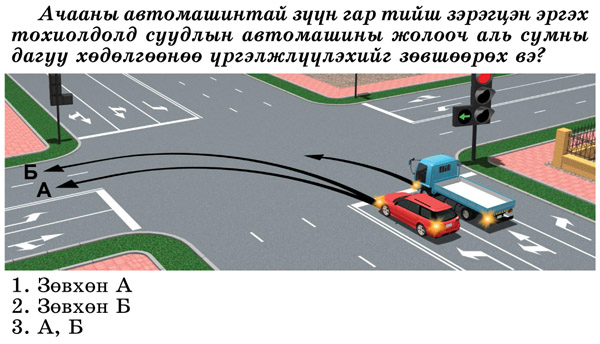 Ачааны автомашинтай зүүн гар тийш зэрэгцэн эргэх
тохиолдолд суудлын автомашины жолооч аль сумны
дагуу хөдөлгөөнөө үргэлжлүүлэхийг зөвшөөрөх вэ?
Б
А
1. Зөвхөн А
2. Зөвхөн Б
3. А, Б